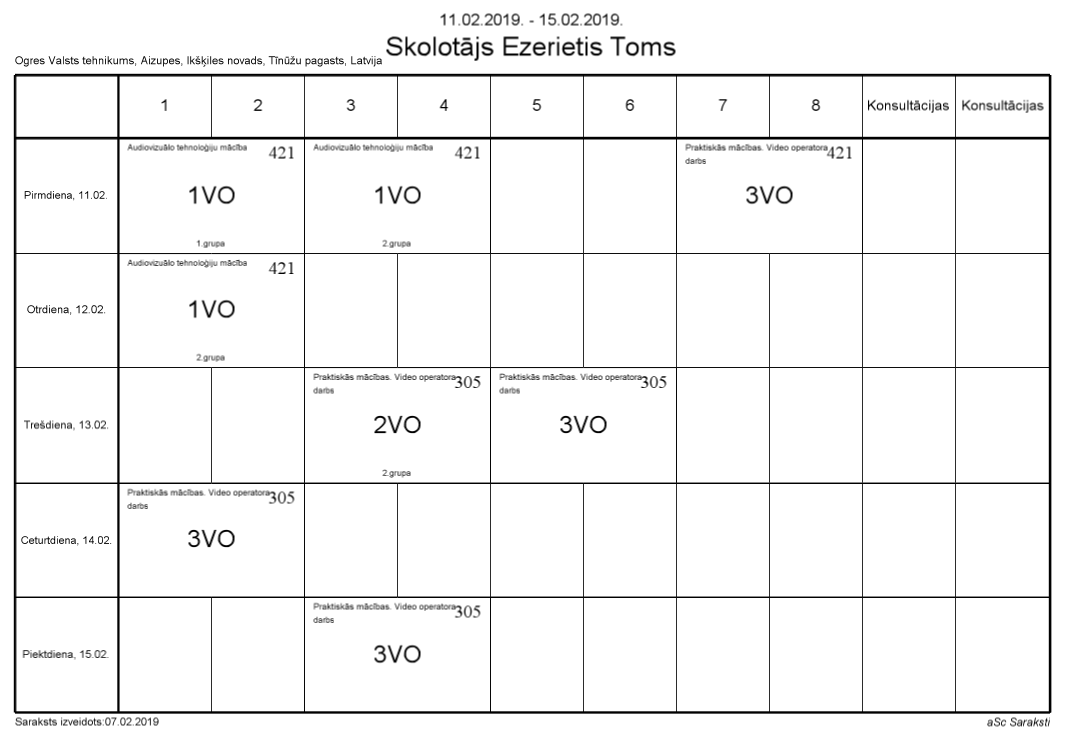 11.02.2019. - 15.02.2019.
Skolotājs Ezerietis Toms
Ogres Valsts tehnikums, Aizupes, Ikšķiles novads, Tīnūžu pagasts, Latvija
1 2 3 4 5 6 7 8 Konsultācijas Konsultācijas
Pirmdiena, 11.02.
Audiovizuālo tehnoloģiju mācība 421
1VO
1.grupa
Audiovizuālo tehnoloģiju mācība 421
1VO
2.grupa
Praktiskās mācības. Video operatora 421
darbs
3VO
Otrdiena, 12.02.
Audiovizuālo tehnoloģiju mācība 421
1VO
2.grupa
Trešdiena, 13.02.
Praktiskās mācības. Video operatora 305
darbs
2VO
2.grupa
Praktiskās mācības. Video operatora 305
darbs
3VO
Ceturtdiena, 14.02.
Praktiskās mācības. Video operatora 305
darbs
3VO
Piektdiena, 15.02.
Praktiskās mācības. Video operatora 305
darbs
3VO
Saraksts izveidots:07.02.2019
aSc Saraksti